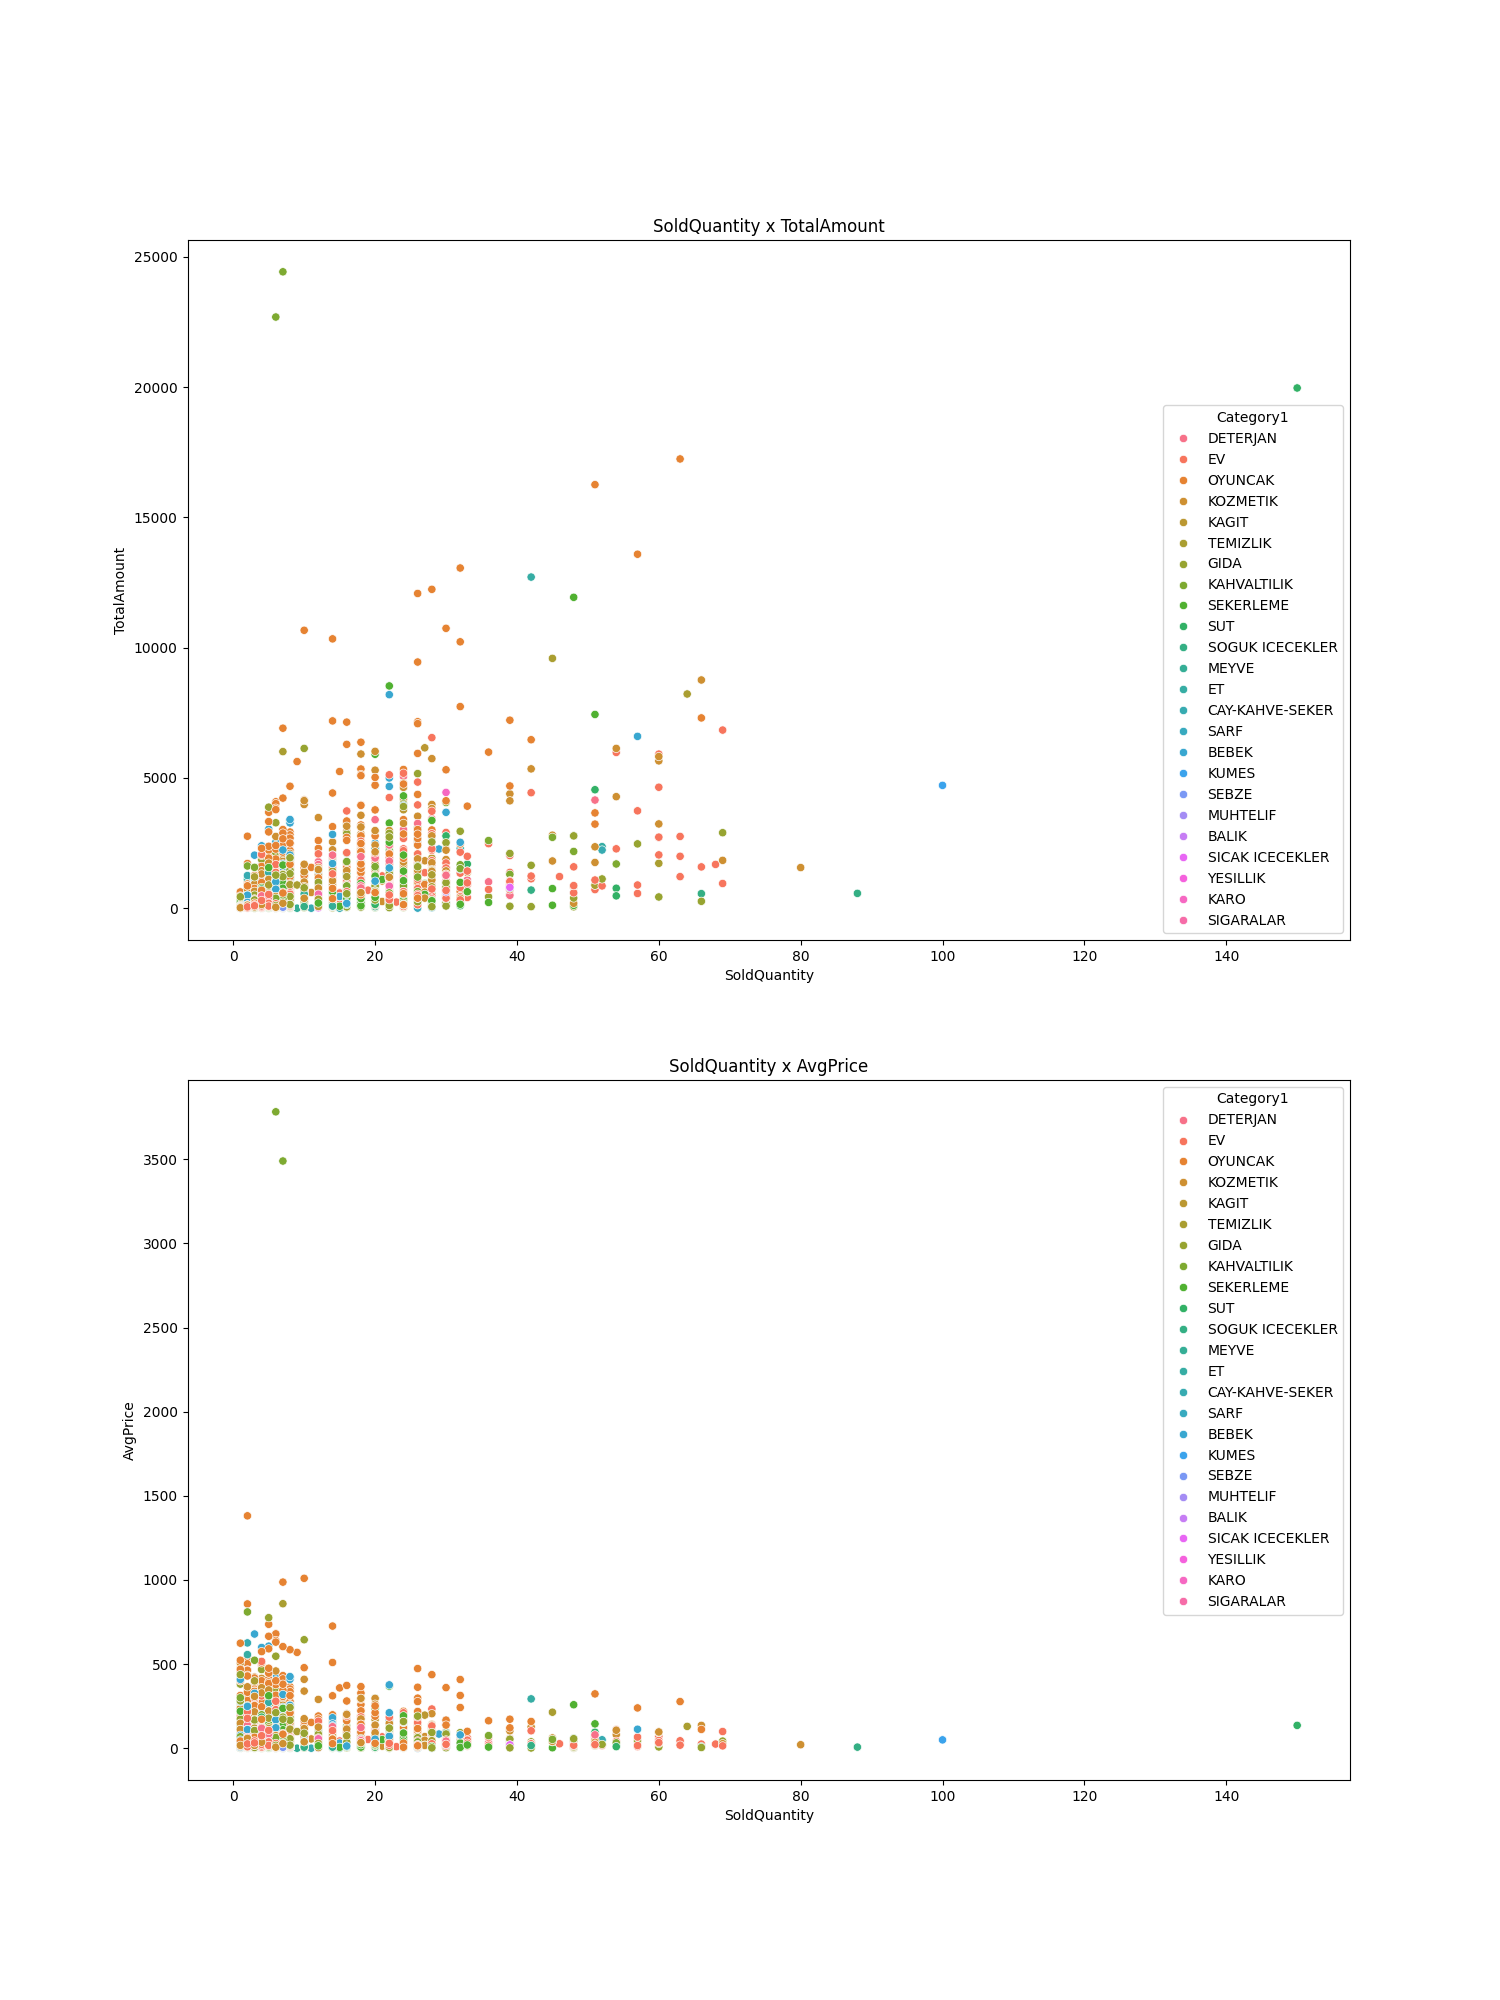 SoldQuantity x TotalAmount
25000
20000
15000
10000
5000
0
TotalAmount
0 20 40 60 80 100 120 140
SoldQuantity
Category1
DETERJAN
EV
OYUNCAK
KOZMETIK
KAGIT
TEMIZLIK
GIDA
KAHVALTILIK
SEKERLEME
SUT
SOGUK ICECEKLER
MEYVE
ET
CAY-KAHVE-SEKER
SARF
BEBEK
KUMES
SEBZE
MUHTELIF
BALIK
SICAK ICECEKLER
YESILLIK
KARO
SIGARALAR
SoldQuantity x AvgPrice
3500
3000
2500
2000
1500
1000
500
0
AvgPrice
0 20 40 60 80 100 120 140
SoldQuantity
Category1
DETERJAN
EV
OYUNCAK
KOZMETIK
KAGIT
TEMIZLIK
GIDA
KAHVALTILIK
SEKERLEME
SUT
SOGUK ICECEKLER
MEYVE
ET
CAY-KAHVE-SEKER
SARF
BEBEK
KUMES
SEBZE
MUHTELIF
BALIK
SICAK ICECEKLER
YESILLIK
KARO
SIGARALAR